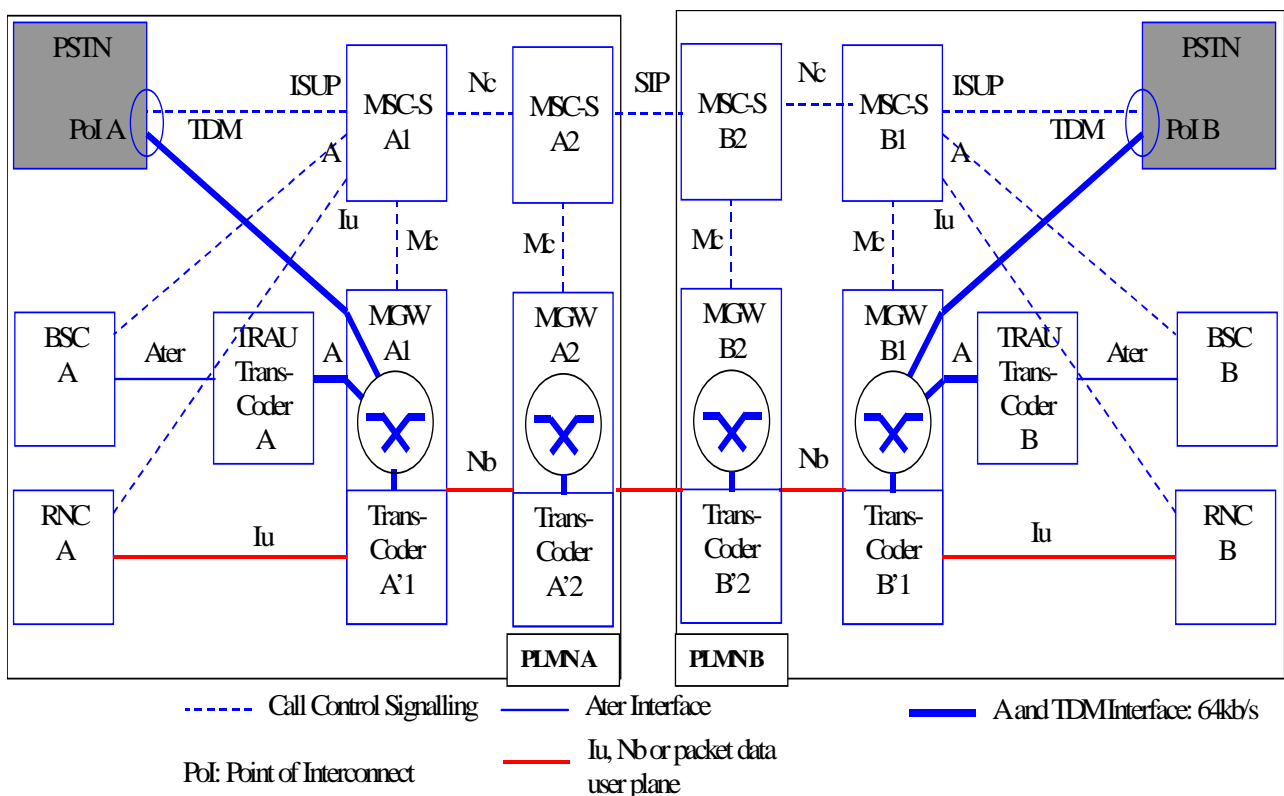 PSTN
PoI A
TDM
ISUP
MSC-S
A1
Nc
MSC-S
A2
SIP
MSC-S
B2
Nc
MSC-S
B1
ISUP
TDM
PSTN
PoI B
A
Iu
Mc
Mc
Mc
Mc
A
Iu
BSC
A
Ater
TRAU
Trans-
Coder
A
A
MGW
A1
MGW
A2
MGW
B2
MGW
B1
A
TRAU
Trans-
Coder
B
Ater
BSC
B
Nb
Nb
RNC
A
Iu
Trans-
Coder
A'1
Trans-
Coder
A'2
Trans-
Coder
B'2
Trans-
Coder
B'1
Iu
RNC
B
PLMN A
PLMN B
Call Control Signalling
Ater Interface
A and TDM Interface: 64kb/s
PoI: Point of Interconnect
Iu, Nb or packet data
user plane